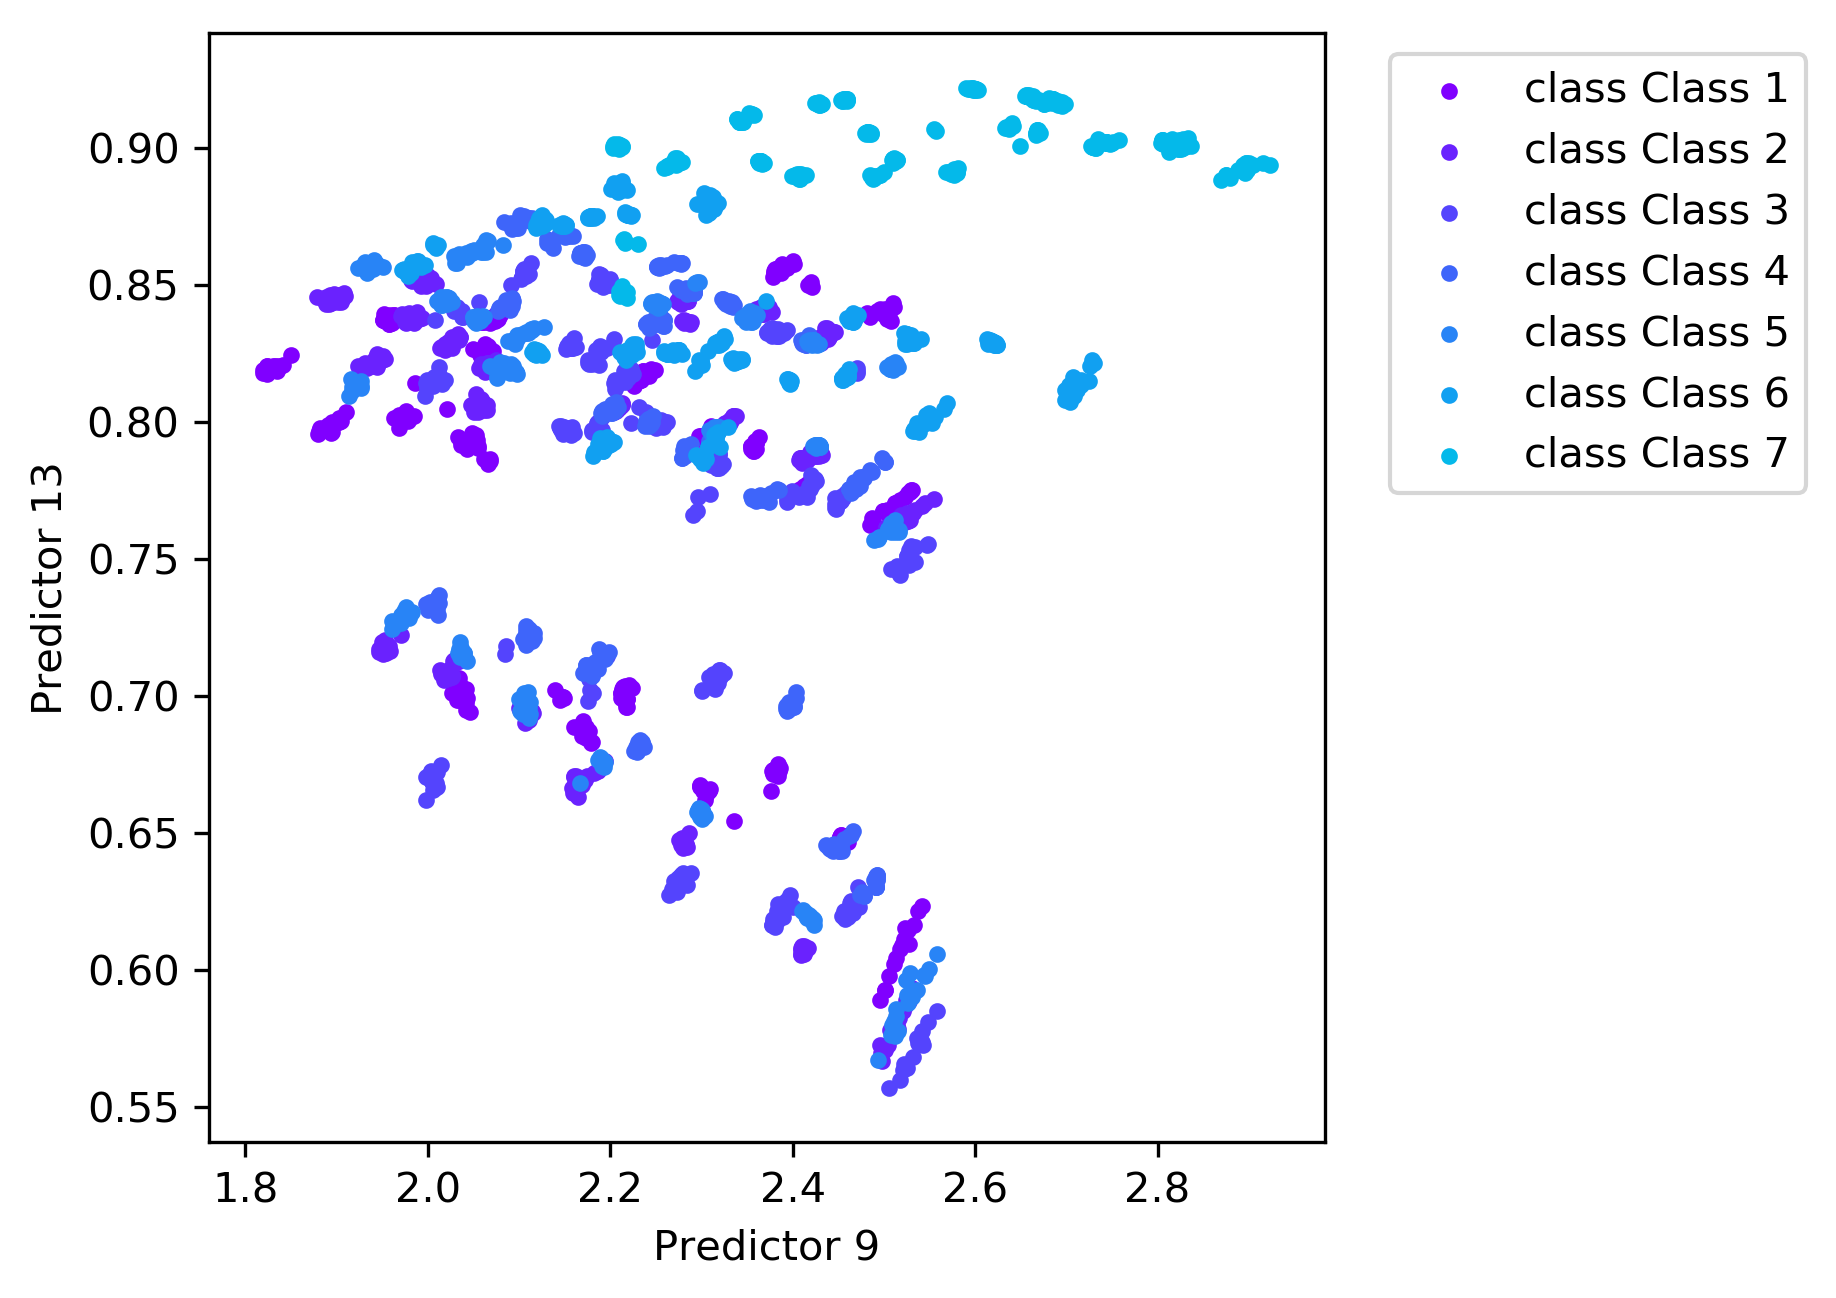 class Class 1
class Class 2
class Class 3
class Class 4
class Class 5
class Class 6
class Class 7
0.90
0.85
0.80
0.75
0.70
0.65
0.60
0.55
Predictor 13
1.8 2.0 2.2 2.4 2.6 2.8
Predictor 9